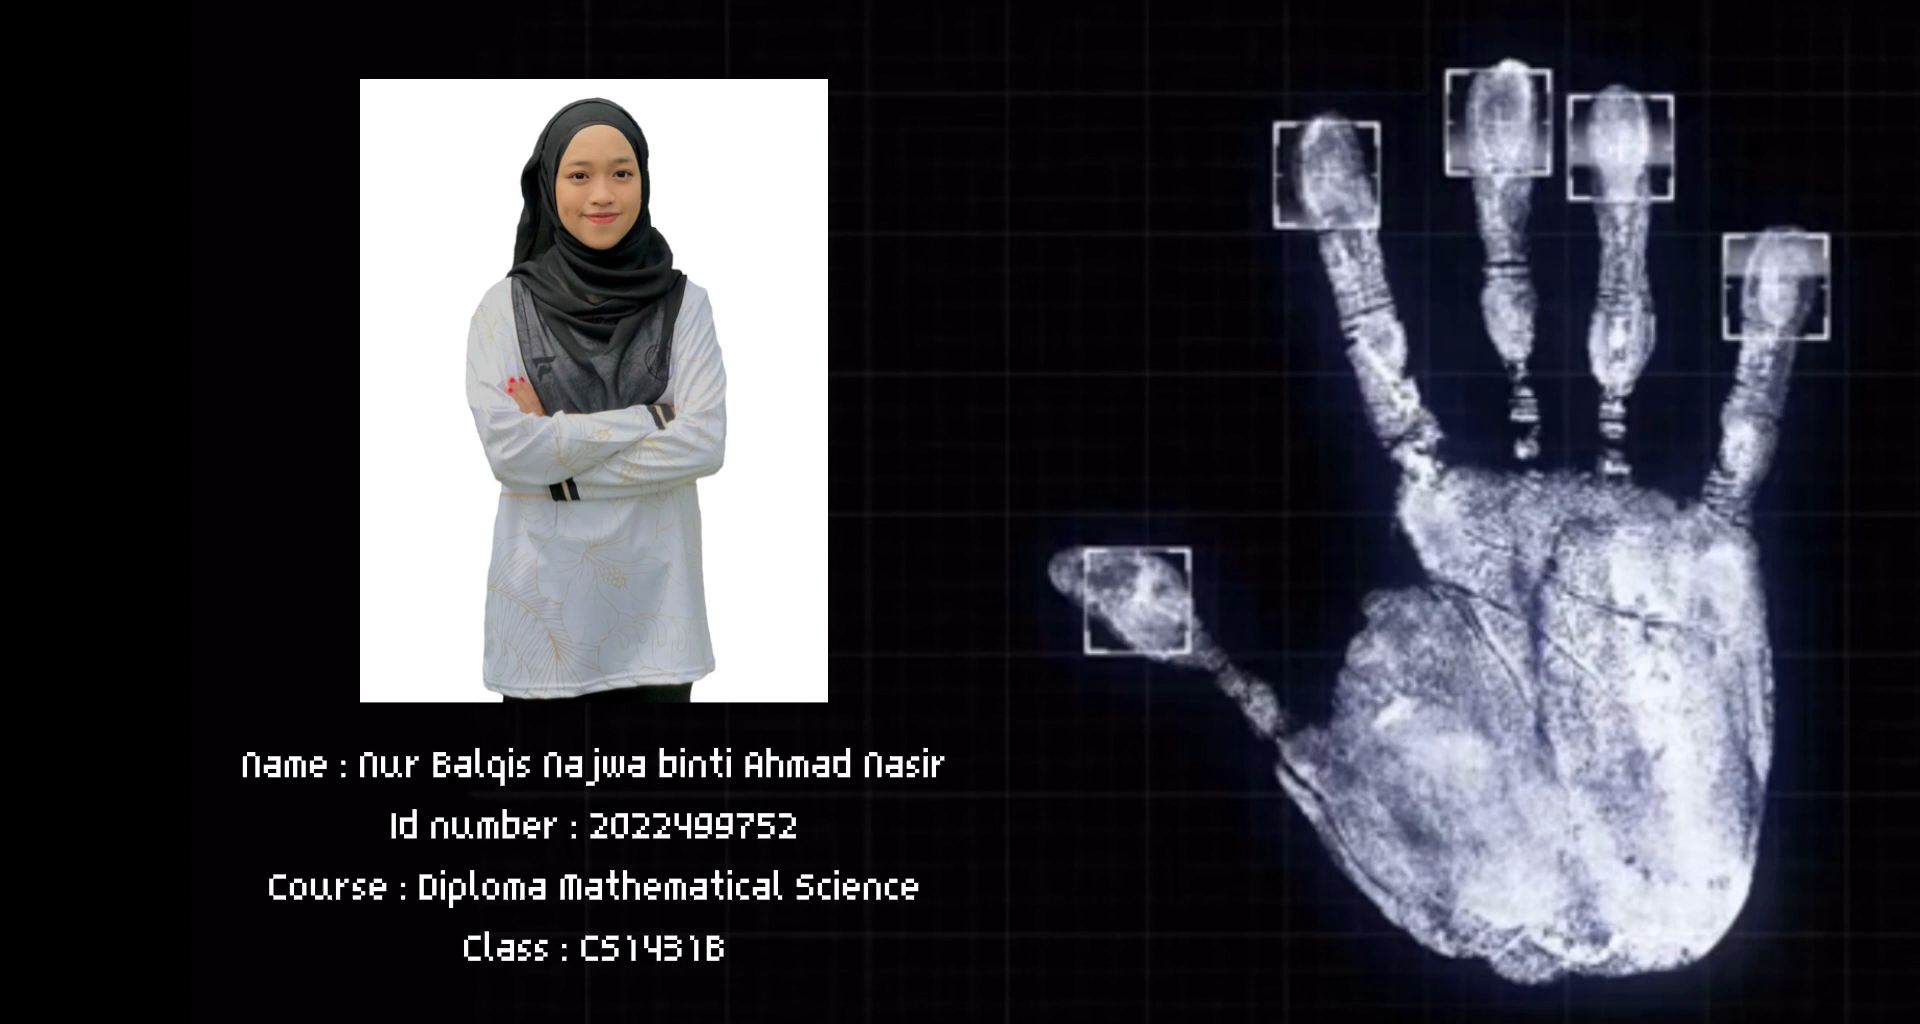 Name : Nur Balqis Najwa binti Ahmad Nasir
Id number : 2022499752
Course : Diploma Mathematical Science
Class : CS1431B